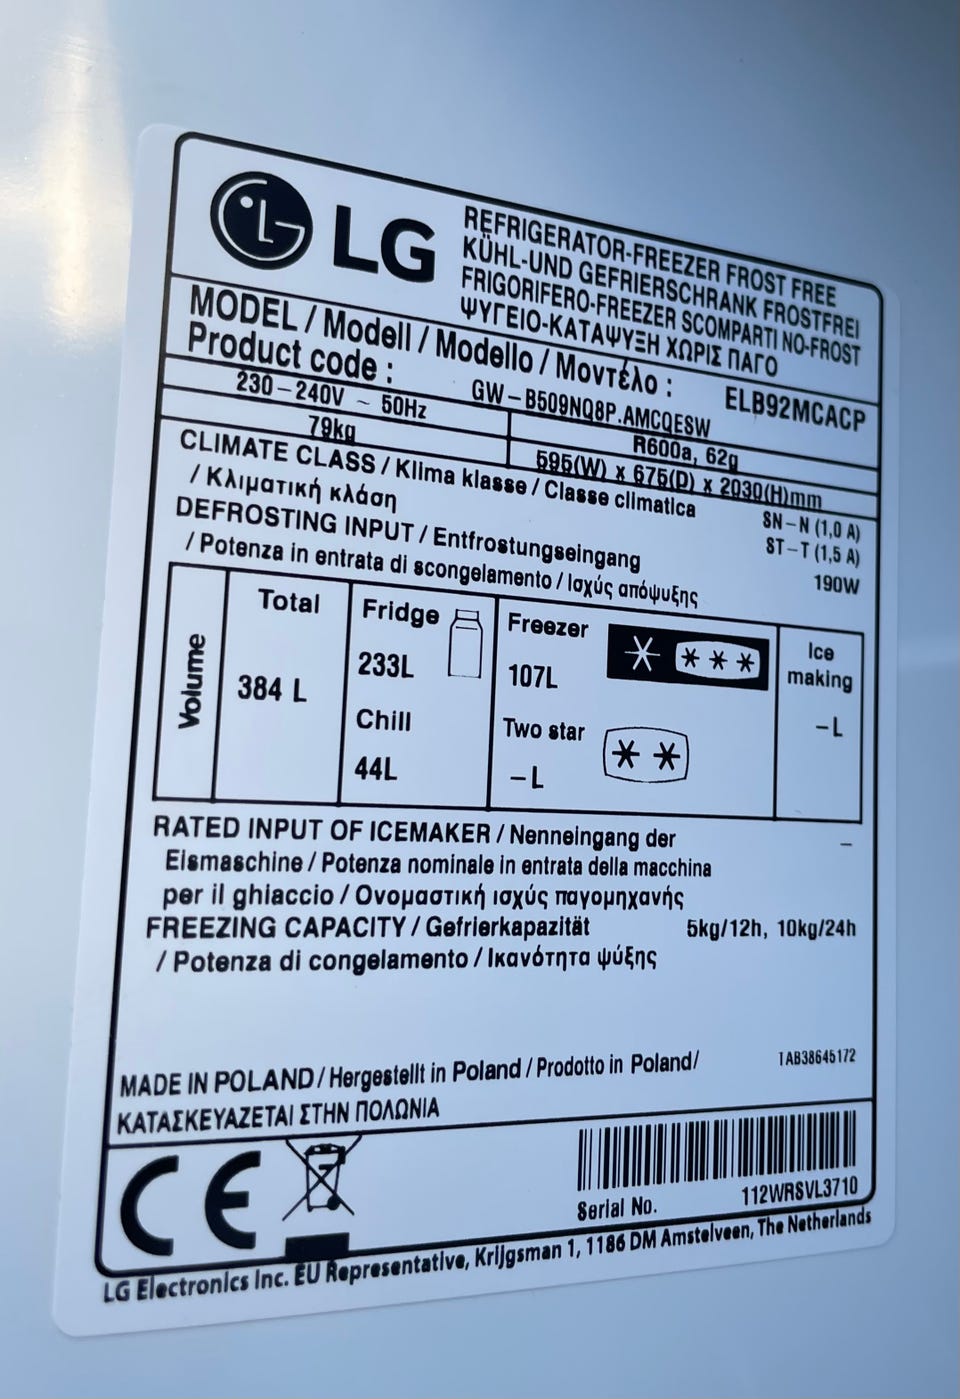 LG
REFRIGERATOR-FREEZER FROST FREE
KÜHL-UND GEFRIERSCHRANK FROSTFREI
FRIGORIFERO-FREEZER SCOMPARTI NO-FROST
ΨΥΓΕΙΟ-ΚΑΤΑΨΥΞΗ ΧΩΡΙΣ ΠΑΓΟ
MODEL / Modell / Modello / Μοντέλο : ELB92MCACP
Product code : GW-B509NQ8P.AMCQESW
230-240V ~ 50Hz R600a, 62g
79kg 595(W) x 675(D) x 2030(H)mm
CLIMATE CLASS / Klima klasse / Classe climatica SN-N (1,0 A)
/ Κλιματική κλάση ST-T (1,5 A)
DEFROSTING INPUT / Entfrostungseingang 190W
/ Potenza in entrata di scongelamento / Ισχύς απόψυξης
Volume
Total
384 L
Fridge
233L
Chill
44L
Freezer
107L
Two star
-L
Ice
making
-L
RATED INPUT OF ICEMAKER / Nenneingang der -
Eismaschine / Potenza nominale in entrata della macchina
per il ghiaccio / Ονομαστική ισχύς παγομηχανής
FREEZING CAPACITY / Gefrierkapazität 5kg/12h, 10kg/24h
/ Potenza di congelamento / Ικανότητα ψύξης
MADE IN POLAND / Hergestellt in Poland / Prodotto in Poland/ 1AB38645172
ΚΑΤΑΣΚΕΥΑΖΕΤΑΙ ΣΤΗΝ ΠΟΛΩΝΙΑ
CE
Serial No. 112WRSVL3710
LG Electronics Inc. EU Representative, Krijgsman 1, 1186 DM Amstelveen, The Netherlands